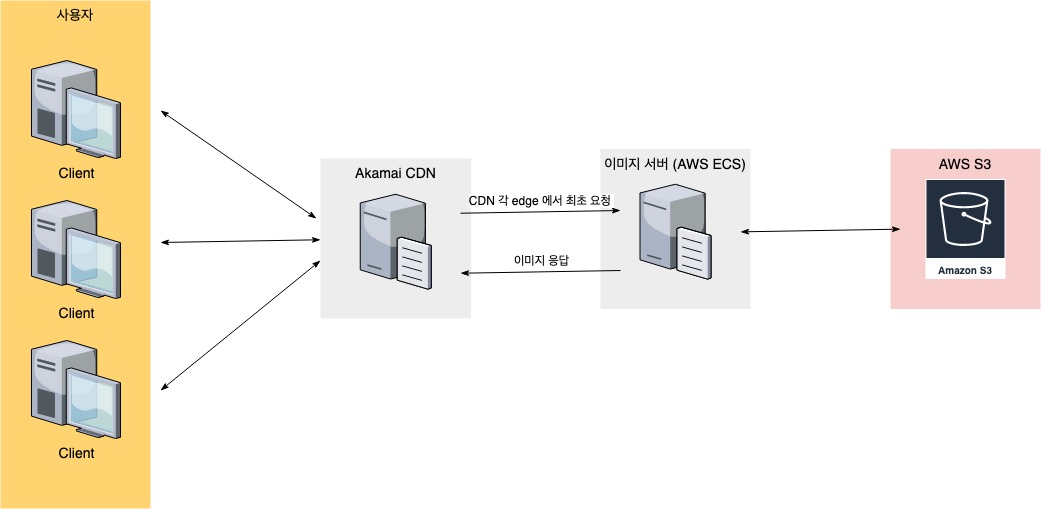 사용자
Client
Client
Client
Akamai CDN
CDN 각 edge 에서 최초 요청
이미지 응답
이미지 서버 (AWS ECS)
AWS S3
Amazon S3